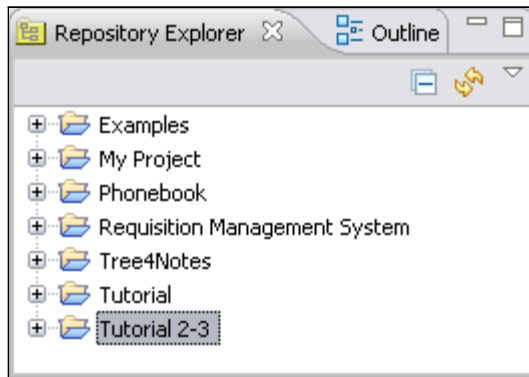 Repository Explorer Outline
Examples
My Project
Phonebook
Requisition Management System
Tree4Notes
Tutorial
Tutorial 2-3